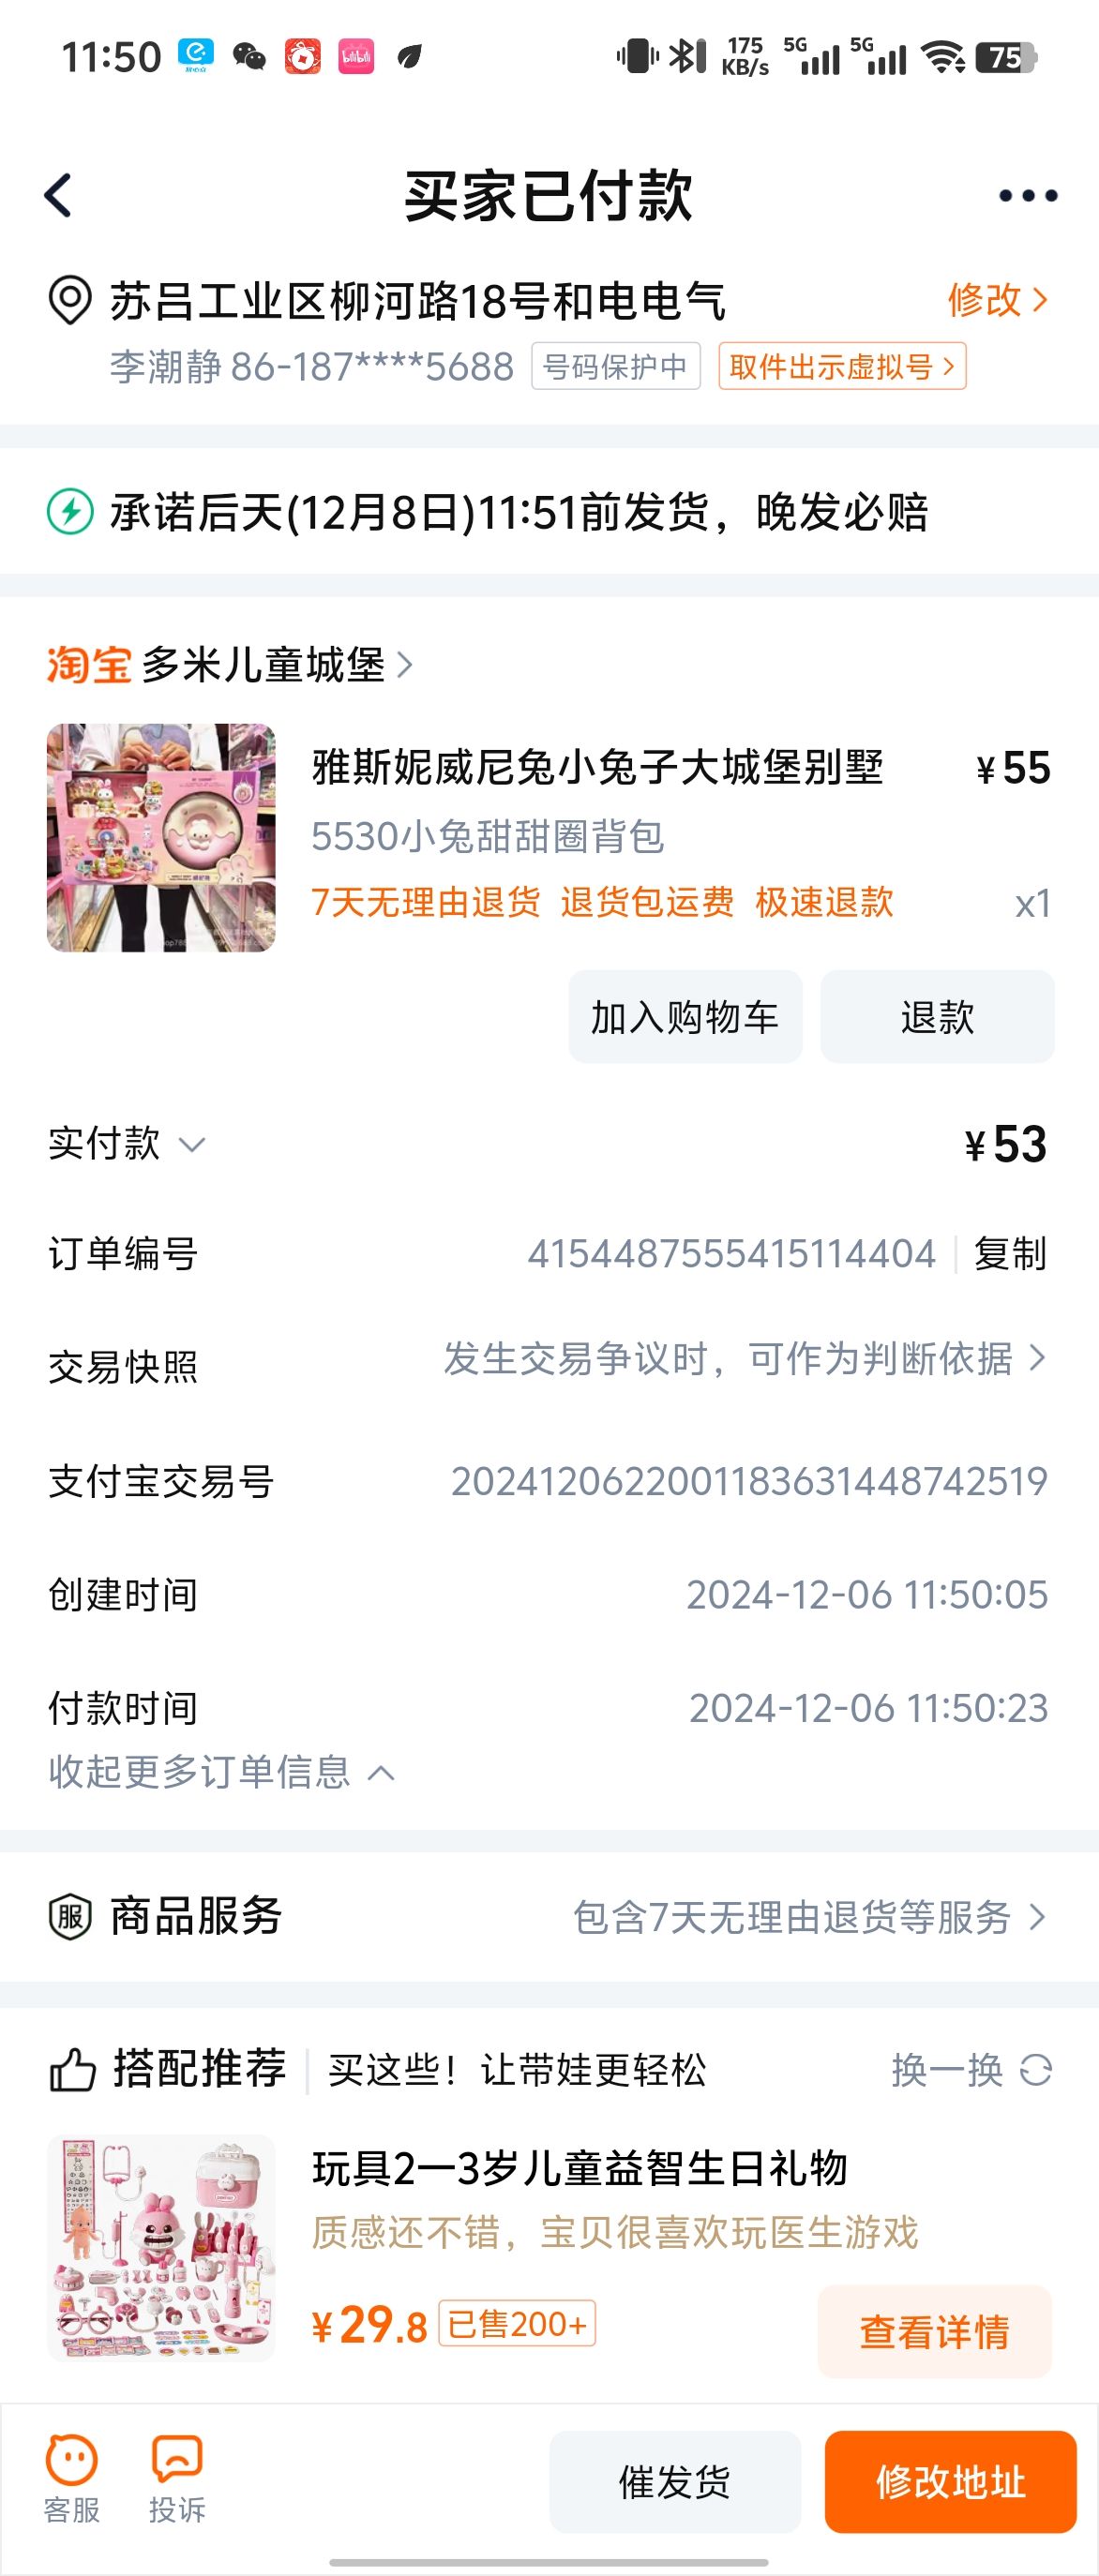 11:50
175 KB/s 5G 5G 75
买家已付款
苏吕工业区柳河路18号和电电气 修改
李潮静 86-187****5688 号码保护中 取件出示虚拟号
承诺后天(12月8日)11:51前发货，晚发必赔
淘宝 多米儿童城堡
雅斯妮威尼兔小兔子大城堡别墅 ¥55
5530小兔甜甜圈背包
7天无理由退货 退货包运费 极速退款 x1
加入购物车 退款
实付款 ¥53
订单编号 4154487555415114404 复制
交易快照 发生交易争议时，可作为判断依据
支付宝交易号 2024120622001183631448742519
创建时间 2024-12-06 11:50:05
付款时间 2024-12-06 11:50:23
收起更多订单信息
服 商品服务 包含7天无理由退货等服务
搭配推荐 买这些！让带娃更轻松 换一换
玩具2一3岁儿童益智生日礼物
质感还不错，宝贝很喜欢玩医生游戏
¥29.8 已售200+
查看详情
客服 投诉 催发货 修改地址